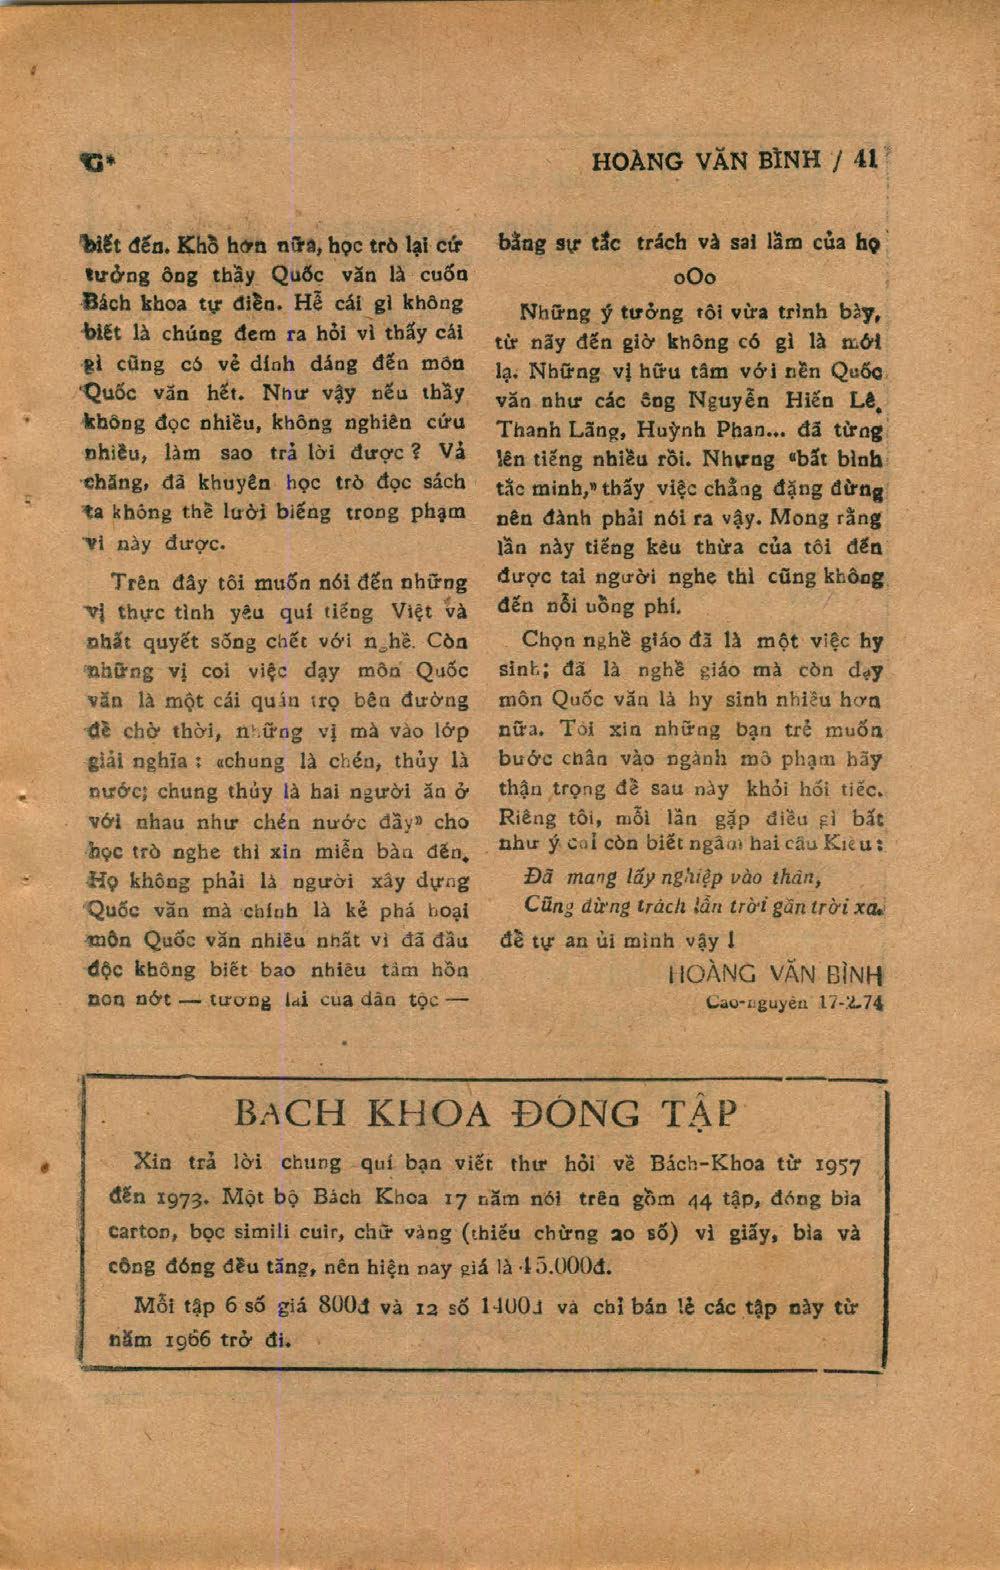 G*
HOÀNG VĂN BÌNH / 41
biết đến. Khổ hơn nữa, học trò lại cứ
tưởng ông thầy Quốc văn là cuốn
Bách khoa tự điền. Hễ cái gì không
biết là chúng đem ra hỏi vì thấy cái
gì cũng có vẻ dính dáng đến môn
Quốc văn hết. Như vậy nếu thầy
không đọc nhiều, không nghiên cứu
nhiều, làm sao trả lời được ? Vả
chăng, đã khuyên học trò đọc sách
ta không thể lười biếng trong phạm
vi này được.
Trên đây tôi muốn nói đến những
vị thực tình yêu quí tiếng Việt và
nhất quyết sống chết với nghề. Còn
những vị coi việc dạy môn Quốc
văn là một cái quán trọ bên đường
để chờ thời, những vị mà vào lớp
giải nghĩa : «chung là chén, thủy là
nước; chung thủy là hai người ăn ở
với nhau như chén nước đầy» cho
học trò nghe thì xin miễn bàn đến.
Họ không phải là người xây dựng
Quốc văn mà chính là kẻ phá hoại
môn Quốc văn nhiều nhất vì đã đầu
độc không biết bao nhiêu tâm hồn
non nớt — tương lai của dân tộc —
bằng sự tắc trách và sai lầm của họ
oOo
Những ý tưởng tôi vừa trình bày,
từ nãy đến giờ không có gì là mới
lạ. Những vị hữu tâm với nền Quốc
văn như các ông Nguyễn Hiến Lê,
Thanh Lãng, Huỳnh Phan... đã từng
lên tiếng nhiều rồi. Nhưng «bất bình
tắc minh,» thấy việc chẳng đặng đừng
nên đành phải nói ra vậy. Mong rằng
lần này tiếng kêu thừa của tôi đến
được tai người nghe thì cũng không
đến nỗi uồng phí.
Chọn nghề giáo đã là một việc hy
sinh; đã là nghề giáo mà còn dạy
môn Quốc văn là hy sinh nhiều hơn
nữa. Tôi xin những bạn trẻ muốn
bước chân vào ngành mô phạm hãy
thận trọng để sau này khỏi hối tiếc.
Riêng tôi, mỗi lần gặp điều gì bất
như ý chỉ còn biết ngâm hai câu Kiều :
Đã mang lấy nghiệp vào thân,
Cũng đừng trách lẫn trời gần trời xa.
để tự an ủi mình vậy !
HOÀNG VĂN BÌNH
Cao-nguyên 17-2-74
BÁCH KHOA ĐÓNG TẬP
Xin trả lời chung quí bạn viết thư hỏi về Bách-Khoa từ 1957
đến 1973. Một bộ Bách Khoa 17 năm nói trên gồm 44 tập, đóng bìa
carton, bọc simili cuir, chữ vàng (thiếu chừng 20 số) vì giấy, bìa và
công đóng đều tăng, nên hiện nay giá là 45.000đ.
Mỗi tập 6 số giá 800đ và 12 số 1400đ và chỉ bán lẻ các tập này từ
năm 1966 trở đi.